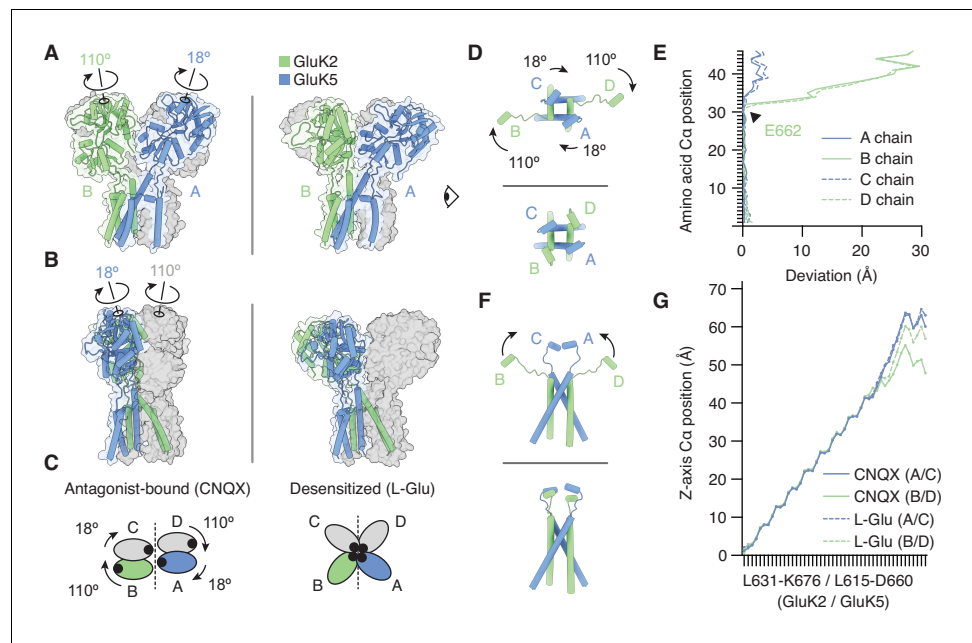 A
110º
18º
B
A
GluK2
GluK5
B
A
B
18º
110º
C
Antagonist-bound (CNQX)
Desensitized (L-Glu)
18º
C
D
110º
110º
B
A
18º
C
D
B
A
D
18º
110º
C
D
B
A
110º
18º
C
D
B
A
E
Amino acid Cα position
40
30
20
10
E662
A chain
B chain
C chain
D chain
0
10
20
30
Deviation (Å)
F
C
A
B
D
G
Z-axis Cα position (Å)
70
60
50
40
30
20
10
0
CNQX (A/C)
CNQX (B/D)
L-Glu (A/C)
L-Glu (B/D)
L631-K676 / L615-D660
(GluK2 / GluK5)